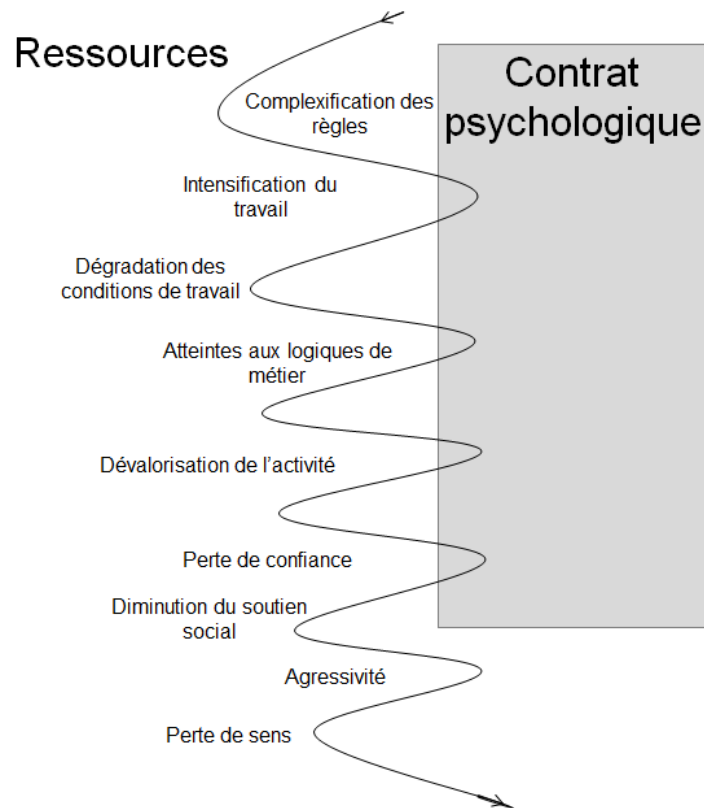 Ressources
Contrat
psychologique
Complexification des
règles
Intensification du
travail
Dégradation des
conditions de travail
Atteintes aux logiques de
métier
Dévalorisation de l’activité
Perte de confiance
Diminution du soutien
social
Agressivité
Perte de sens